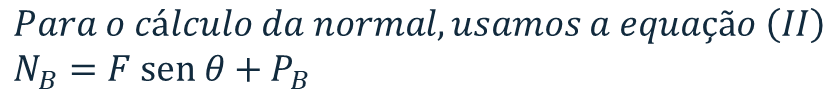 Para o cálculo da normal, usamos a equação (II)
N_B = F sen θ + P_B